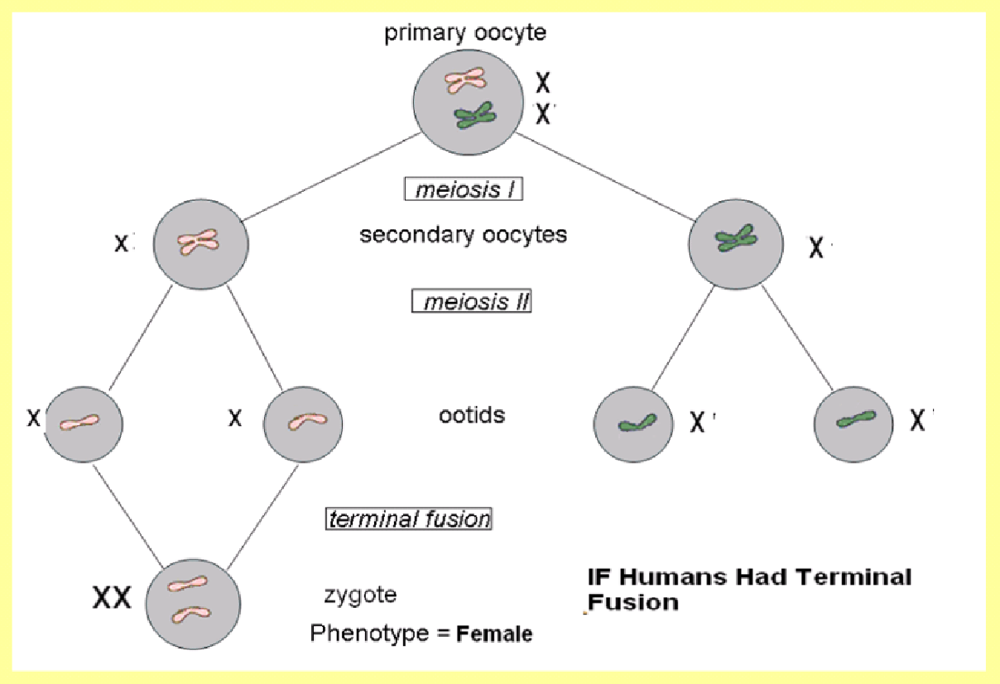 primary oocyte
X
X'
meiosis I
X
secondary oocytes
X
meiosis II
X
X
ootids
X '
X '
terminal fusion
XX
zygote
Phenotype = Female
IF Humans Had Terminal
Fusion